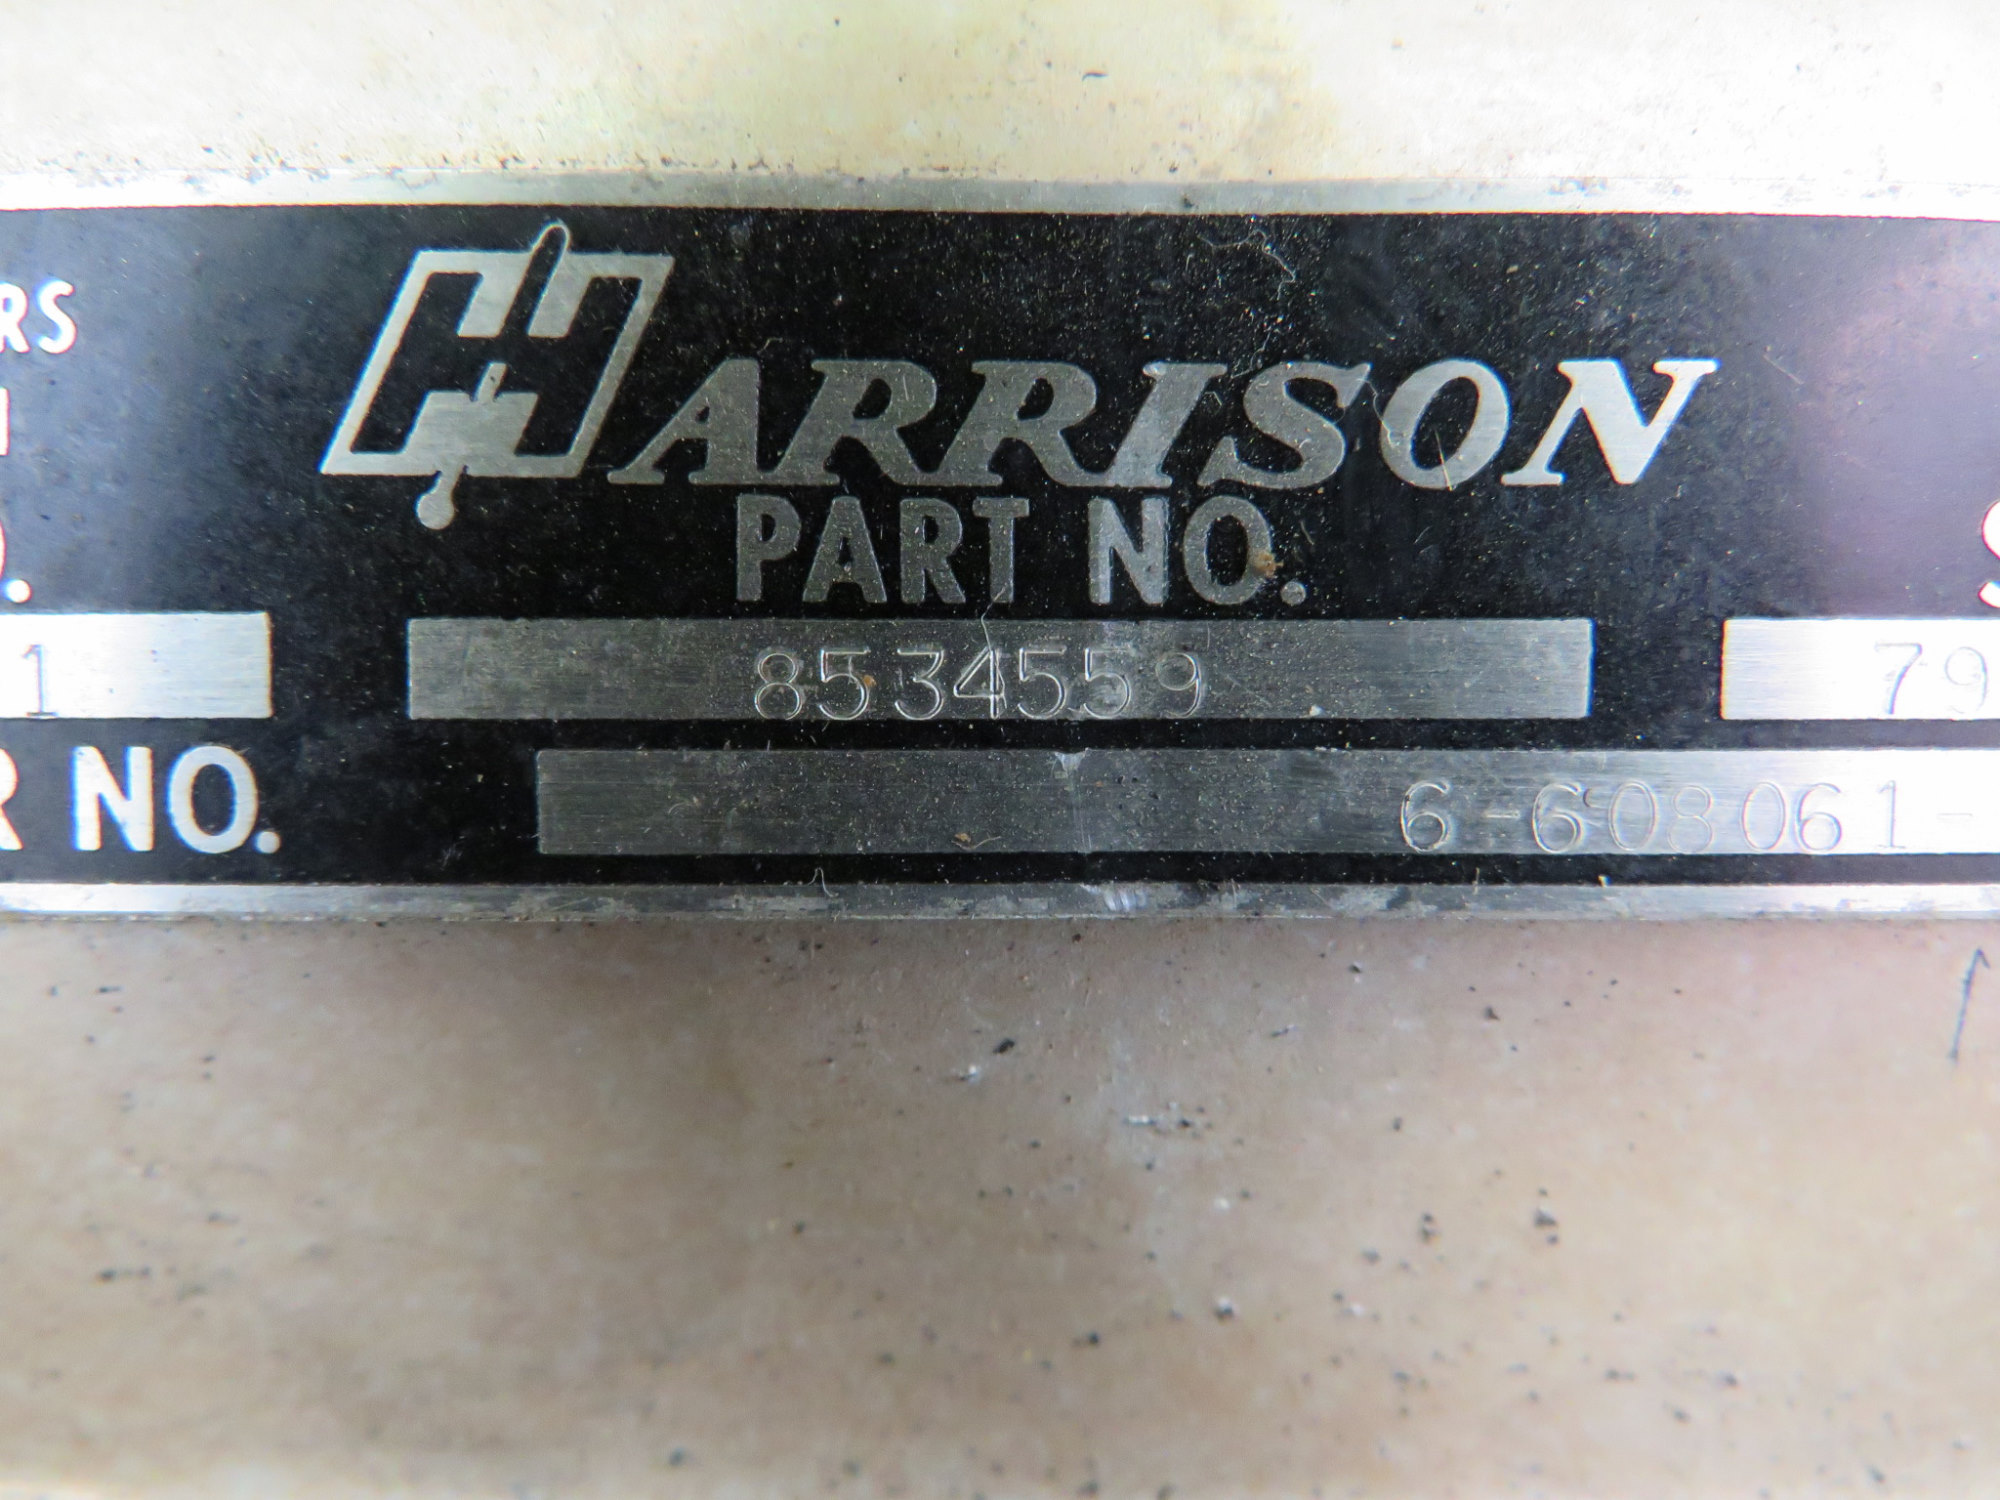 RS
HARRISON
PART NO.
1 8534559 79
R NO. 6-608061-